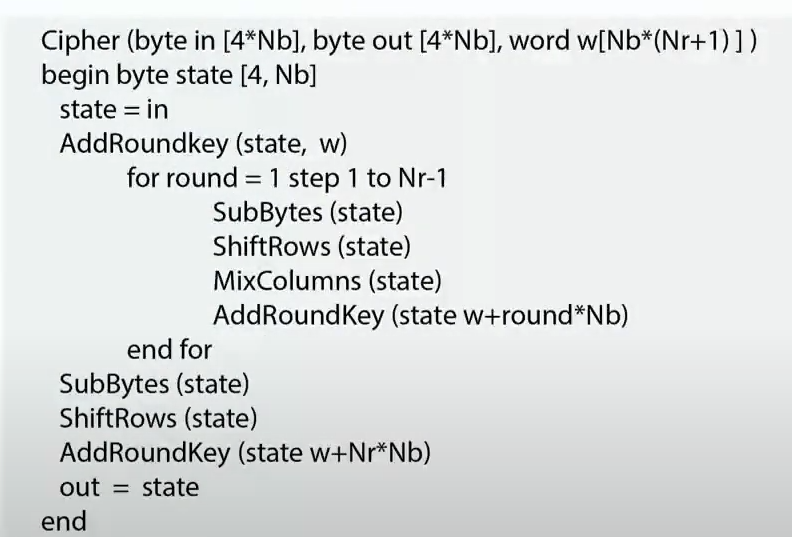 Cipher (byte in [4*Nb], byte out [4*Nb], word w[Nb*(Nr+1) ] )
begin byte state [4, Nb]
state = in
AddRoundkey (state, w)
for round = 1 step 1 to Nr-1
SubBytes (state)
ShiftRows (state)
MixColumns (state)
AddRoundKey (state w+round*Nb)
end for
SubBytes (state)
ShiftRows (state)
AddRoundKey (state w+Nr*Nb)
out = state
end